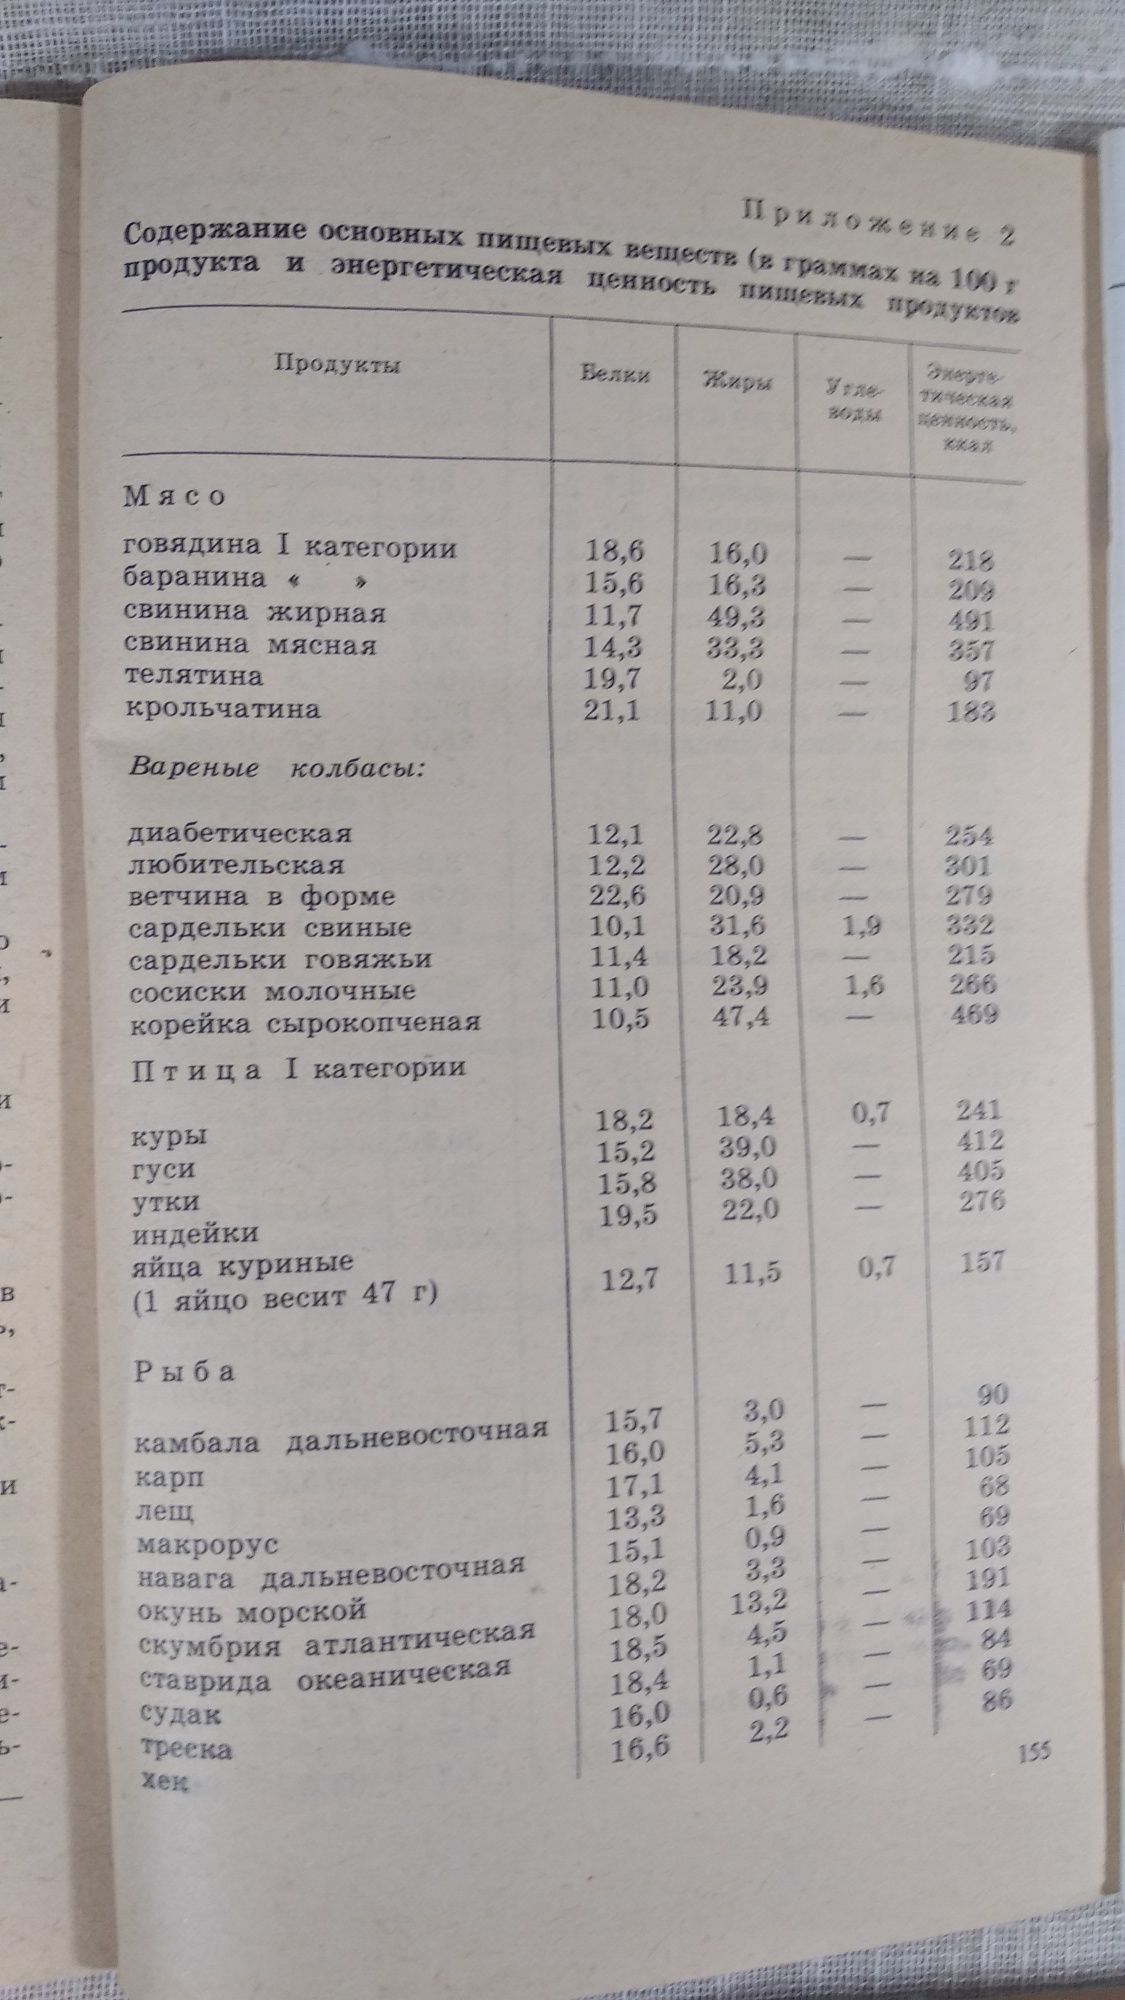 Приложение 2
Содержание основных пищевых веществ (в граммах на 100 г
продукта и энергетическая ценность пищевых продуктов
Продукты Белки Жиры Угле-
воды Энерге-
тическая
ценность,
ккал
Мясо
говядина I категории 18,6 16,0 — 218
баранина « » 15,6 16,3 — 209
свинина жирная 11,7 49,3 — 491
свинина мясная 14,3 33,3 — 357
телятина 19,7 2,0 — 97
крольчатина 21,1 11,0 — 183
Вареные колбасы:
диабетическая 12,1 22,8 — 254
любительская 12,2 28,0 — 301
ветчина в форме 22,6 20,9 — 279
сардельки свиные 10,1 31,6 1,9 332
сардельки говяжьи 11,4 18,2 — 215
сосиски молочные 11,0 23,9 1,6 266
корейка сырокопченая 10,5 47,4 — 469
Птица I категории
куры 18,2 18,4 0,7 241
гуси 15,2 39,0 — 412
утки 15,8 38,0 — 405
индейки 19,5 22,0 — 276
яйца куриные
(1 яйцо весит 47 г) 12,7 11,5 0,7 157
Рыба
камбала дальневосточная 15,7 3,0 — 90
карп 16,0 5,3 — 112
лещ 17,1 4,1 — 105
макрорус 13,3 1,6 — 68
навага дальневосточная 15,1 0,9 — 69
окунь морской 18,2 3,3 — 103
скумбрия атлантическая 18,0 13,2 — 191
ставрида океаническая 18,5 4,5 — 114
судак 18,4 1,1 — 84
треска 16,0 0,6 — 69
хек 16,6 2,2 — 86
155